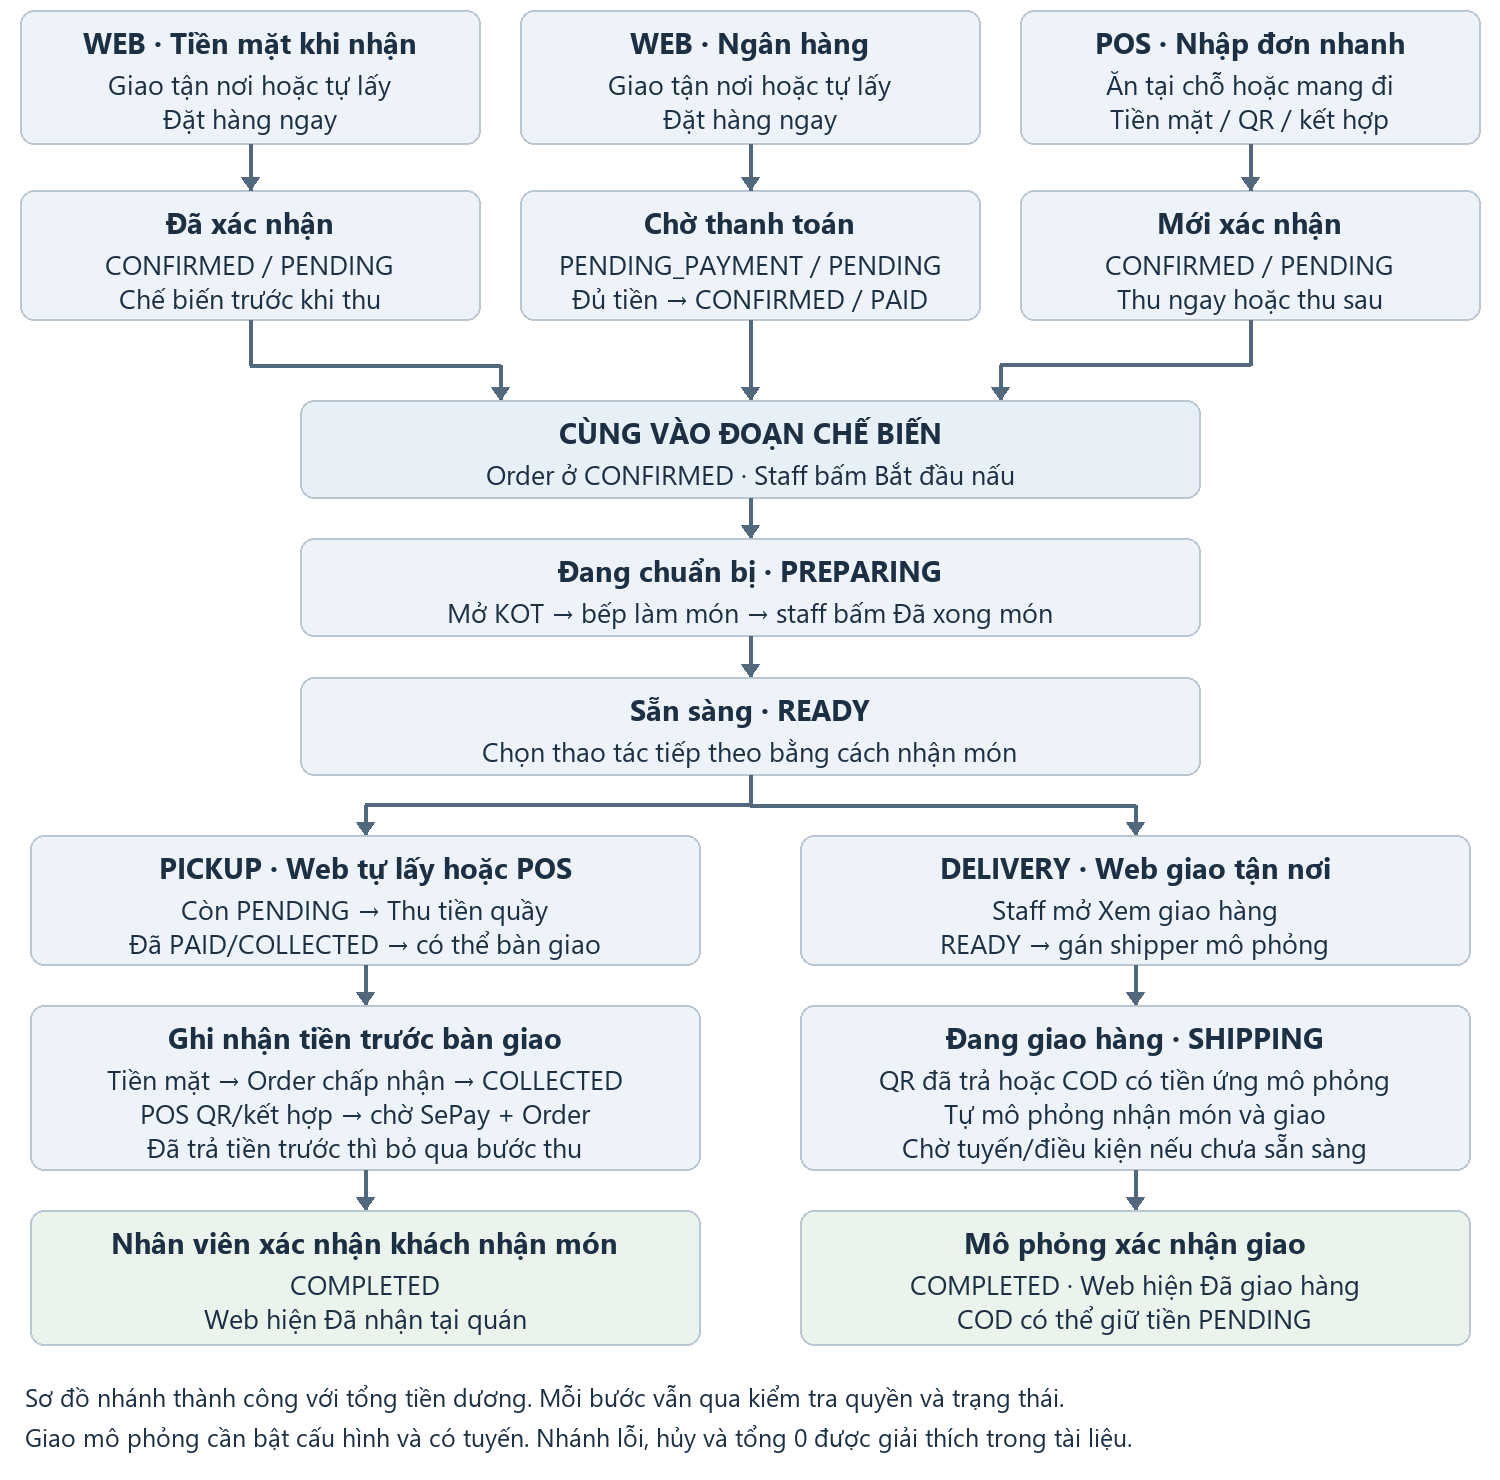 WEB · Tiền mặt khi nhận
Giao tận nơi hoặc tự lấy
Đặt hàng ngay
WEB · Ngân hàng
Giao tận nơi hoặc tự lấy
Đặt hàng ngay
POS · Nhập đơn nhanh
Ăn tại chỗ hoặc mang đi
Tiền mặt / QR / kết hợp
Đã xác nhận
CONFIRMED / PENDING
Chế biến trước khi thu
Chờ thanh toán
PENDING_PAYMENT / PENDING
Đủ tiền → CONFIRMED / PAID
Mới xác nhận
CONFIRMED / PENDING
Thu ngay hoặc thu sau
CÙNG VÀO ĐOẠN CHẾ BIẾN
Order ở CONFIRMED · Staff bấm Bắt đầu nấu
Đang chuẩn bị · PREPARING
Mở KOT → bếp làm món → staff bấm Đã xong món
Sẵn sàng · READY
Chọn thao tác tiếp theo bằng cách nhận món
PICKUP · Web tự lấy hoặc POS
Còn PENDING → Thu tiền quầy
Đã PAID/COLLECTED → có thể bàn giao
DELIVERY · Web giao tận nơi
Staff mở Xem giao hàng
READY → gán shipper mô phỏng
Ghi nhận tiền trước bàn giao
Tiền mặt → Order chấp nhận → COLLECTED
POS QR/kết hợp → chờ SePay + Order
Đã trả tiền trước thì bỏ qua bước thu
Đang giao hàng · SHIPPING
QR đã trả hoặc COD có tiền ứng mô phỏng
Tự mô phỏng nhận món và giao
Chờ tuyến/điều kiện nếu chưa sẵn sàng
Nhân viên xác nhận khách nhận món
COMPLETED
Web hiện Đã nhận tại quán
Mô phỏng xác nhận giao
COMPLETED · Web hiện Đã giao hàng
COD có thể giữ tiền PENDING
Sơ đồ nhánh thành công với tổng tiền dương. Mỗi bước vẫn qua kiểm tra quyền và trạng thái.
Giao mô phỏng cần bật cấu hình và có tuyến. Nhánh lỗi, hủy và tổng 0 được giải thích trong tài liệu.